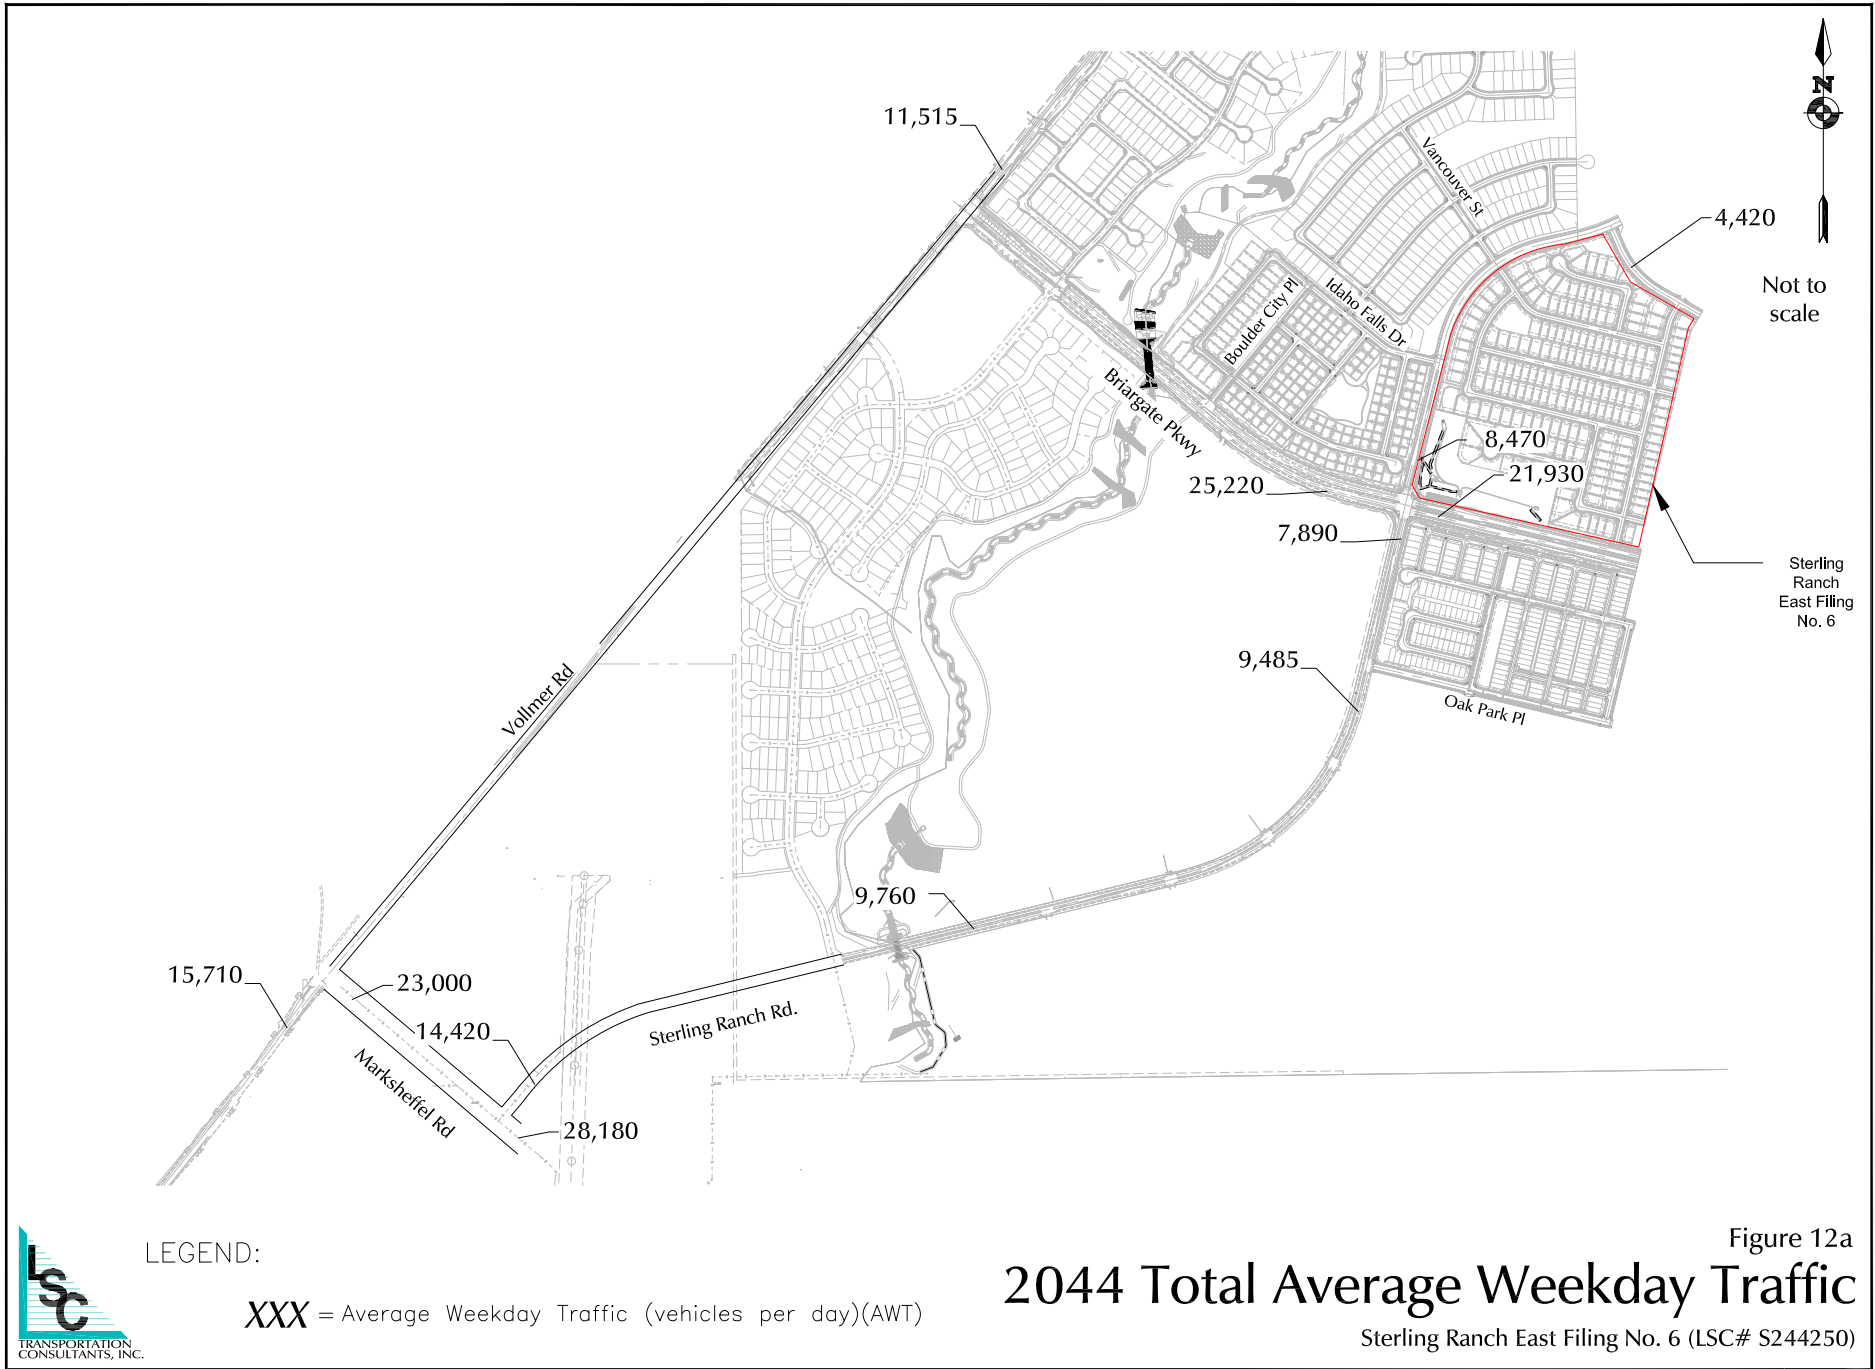 11,515
N
Vancouver St
4,420
Not to
scale
Boulder City Pl
Idaho Falls Dr
Briargate Pkwy
8,470
21,930
25,220
7,890
Sterling
Ranch
East Filing
No. 6
9,485
Vollmer Rd
Oak Park Pl
9,760
15,710
23,000
14,420
Sterling Ranch Rd.
Marksheffel Rd
28,180
LSC
TRANSPORTATION
CONSULTANTS, INC.
LEGEND:
XXX = Average Weekday Traffic (vehicles per day)(AWT)
Figure 12a
2044 Total Average Weekday Traffic
Sterling Ranch East Filing No. 6 (LSC# S244250)